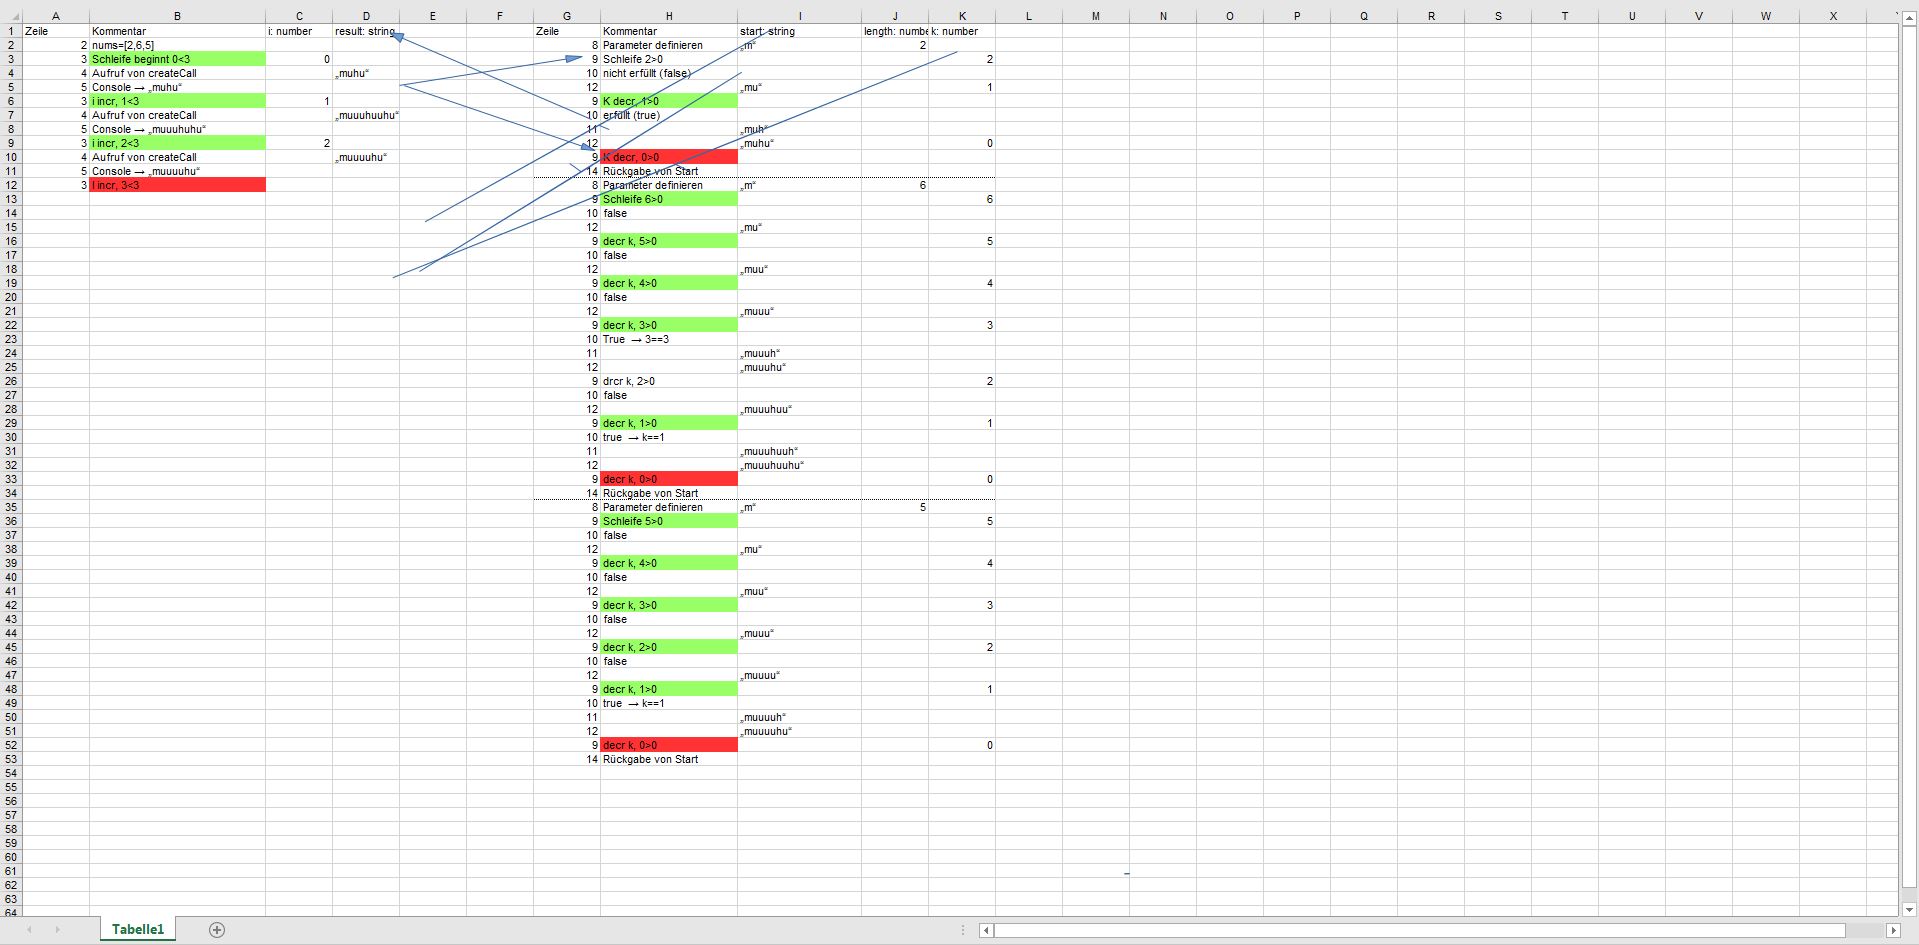 A B C D E F G H I J K L M N O P Q R S T U V W X
1 Zeile Kommentar i: number result: string Zeile Kommentar start: string length: numbe k: number
2 2 nums=[2,6,5] 8 Parameter definieren „m“ 2
3 3 Schleife beginnt 0<3 0 9 Schleife 2>0 2
4 4 Aufruf von createCall „muhu“ 10 nicht erfüllt (false)
5 5 Console → „muhu“ 12 „mu“ 1
6 3 i incr, 1<3 1 9 K decr, 1>0
7 4 Aufruf von createCall „muuuhuuhu“ 10 erfüllt (true)
8 5 Console → „muuuhuhu“ 11 „muh“
9 3 i incr, 2<3 2 12 „muhu“ 0
10 4 Aufruf von createCall „muuuuhu“ 9 K decr, 0>0
11 5 Console → „muuuuhu“ 14 Rückgabe von Start
12 3 I incr, 3<3 8 Parameter definieren „m“ 6
13 9 Schleife 6>0 6
14 10 false
15 12 „mu“
16 9 decr k, 5>0 5
17 10 false
18 12 „muu“
19 9 decr k, 4>0 4
20 10 false
21 12 „muuu“
22 9 decr k, 3>0 3
23 10 True → 3==3
24 11 „muuuh“
25 12 „muuuhu“
26 9 drcr k, 2>0 2
27 10 false
28 12 „muuuhuu“
29 9 decr k, 1>0 1
30 10 true → k==1
31 11 „muuuhuuh“
32 12 „muuuhuuhu“
33 9 decr k, 0>0 0
34 14 Rückgabe von Start
35 8 Parameter definieren „m“ 5
36 9 Schleife 5>0 5
37 10 false
38 12 „mu“
39 9 decr k, 4>0 4
40 10 false
41 12 „muu“
42 9 decr k, 3>0 3
43 10 false
44 12 „muuu“
45 9 decr k, 2>0 2
46 10 false
47 12 „muuuu“
48 9 decr k, 1>0 1
49 10 true → k==1
50 11 „muuuuh“
51 12 „muuuuhu“
52 9 decr k, 0>0 0
53 14 Rückgabe von Start
54
55
56
57
58
59
60
61
62
63
64
Tabelle1